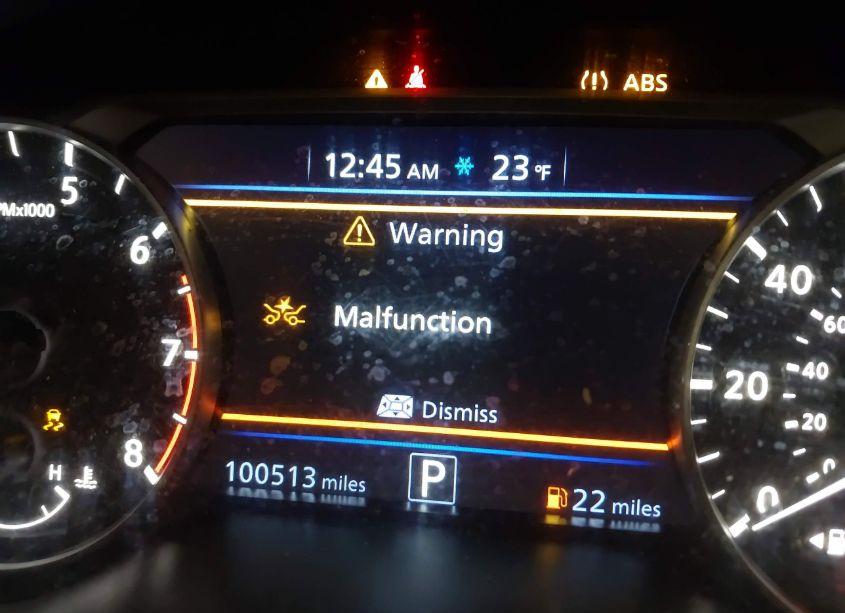 ABS
12:45 AM 23 °F
Warning
Malfunction
Dismiss
100513 miles
P
22 miles
5
6
7
8
H
40
20
0
60
40
20
0